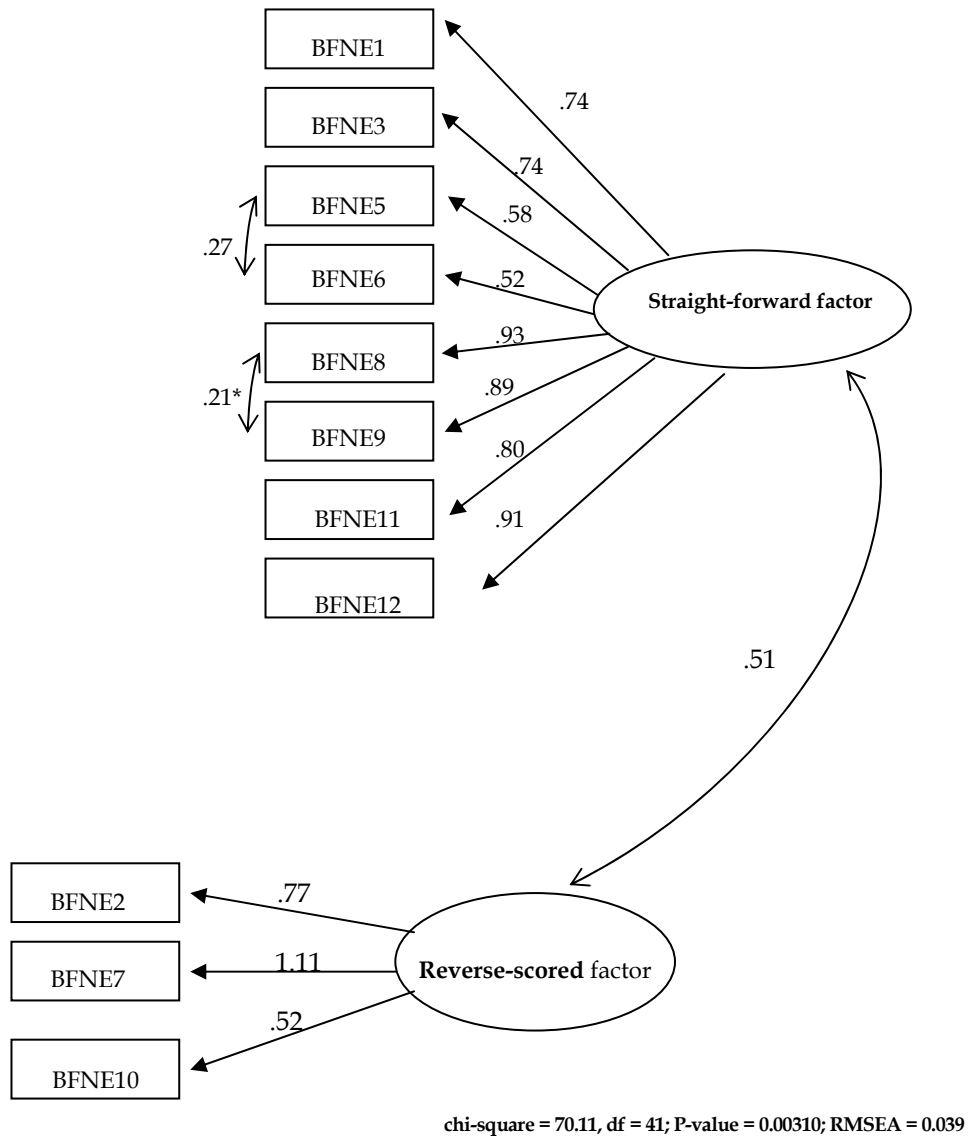 BFNE1
.74
BFNE3
.74
BFNE5
.58
.27
BFNE6
.52
Straight-forward factor
BFNE8
.93
.21*
.89
BFNE9
.80
BFNE11
.91
BFNE12
.51
BFNE2
.77
BFNE7
1.11
Reverse-scored factor
.52
BFNE10
chi-square = 70.11, df = 41; P-value = 0.00310; RMSEA = 0.039